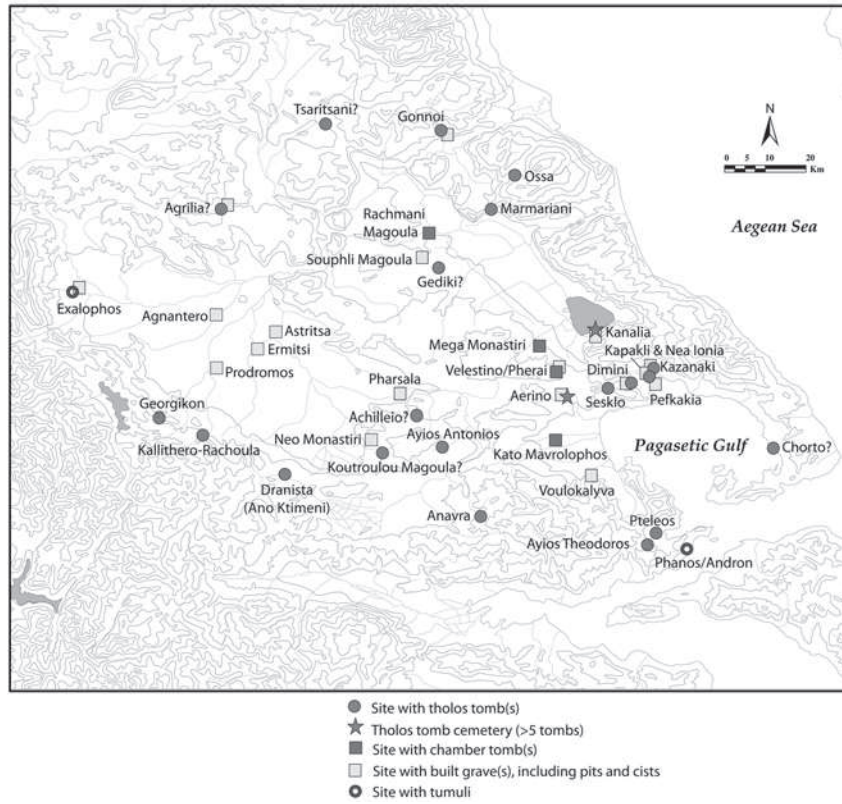 Tsaritsani?
Gonnoi
N
0 10 20
Km
Ossa
Agrilia?
Marmariani
Rachmani
Magoula
Aegean Sea
Souphli Magoula
Gediki?
Exalophos
Agnantero
Astritsa
Kanalia
Ermitsi
Mega Monastiri
Kapakli & Nea Ionia
Velestino/Pherai
Dimini
Kazanaki
Prodromos
Pharsala
Aerino
Sesklo
Pefkakia
Georgikon
Achilleio?
Kallithero-Rachoula
Neo Monastiri
Ayios Antonios
Kato Mavrolophos
Pagasetic Gulf
Chorto?
Koutroulou Magoula?
Dranista
(Ano Ktimeni)
Voulokalyva
Anavra
Pteleos
Ayios Theodoros
Phanos/Andron
Site with tholos tomb(s)
Tholos tomb cemetery (>5 tombs)
Site with chamber tomb(s)
Site with built grave(s), including pits and cists
Site with tumuli